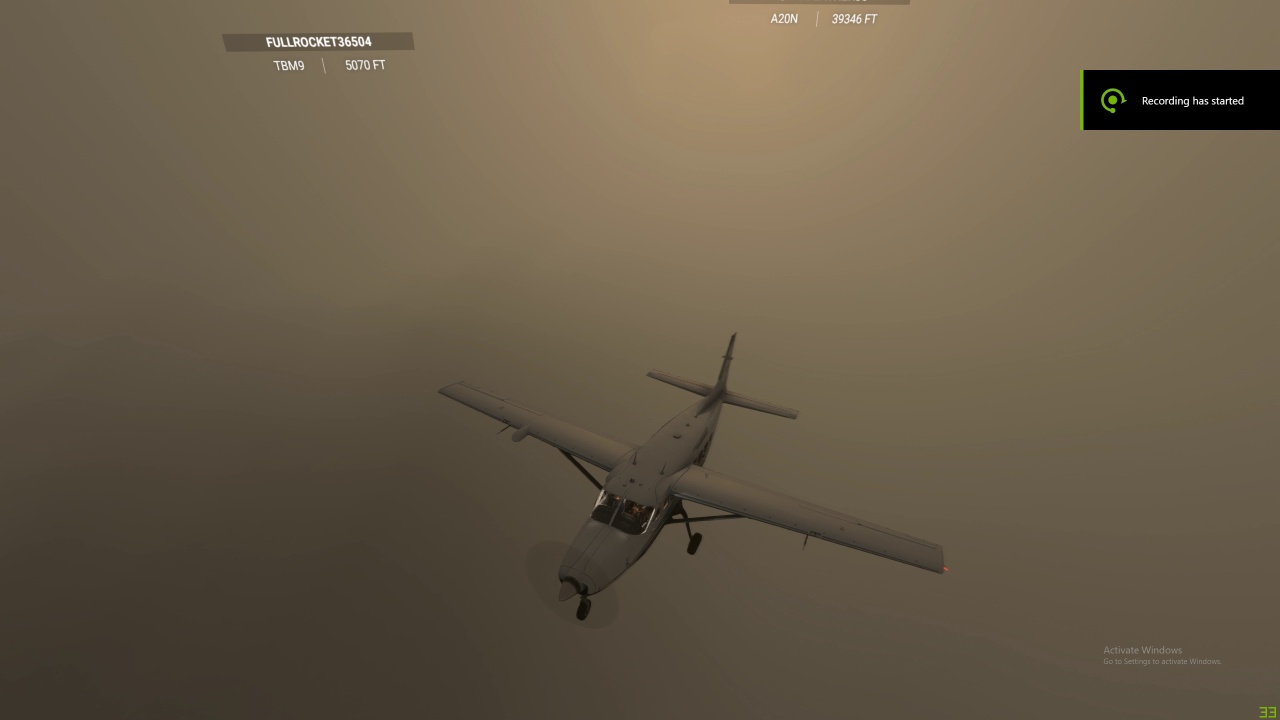 A20N | 39346 FT
FULLROCKET36504
TBM9 | 5070 FT
Recording has started
Activate Windows
Go to Settings to activate Windows.
33